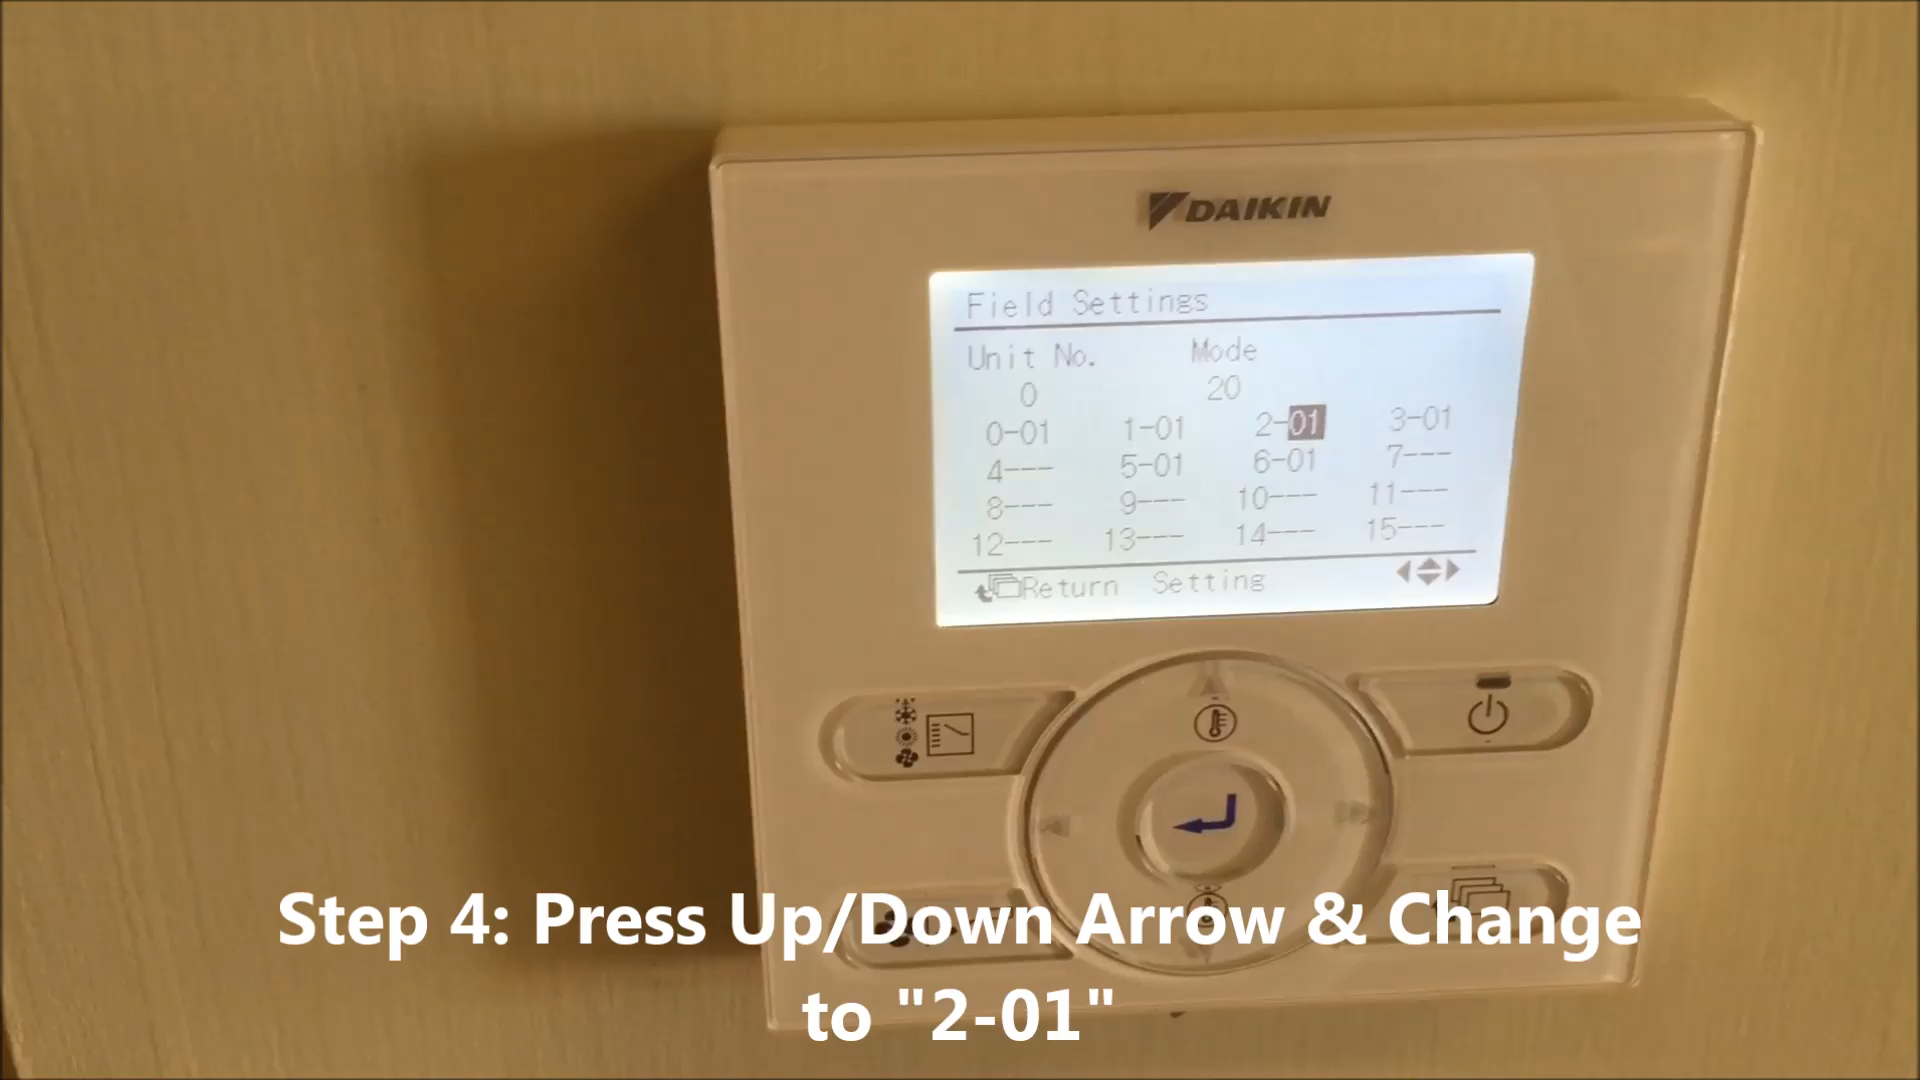 DAIKIN
Field Settings
Unit No. Mode
0 20
0-01 1-01 2-01 3-01
4--- 5-01 6-01 7---
8--- 9--- 10--- 11---
12--- 13--- 14--- 15---
Return Setting
Step 4: Press Up/Down Arrow & Change
to "2-01"